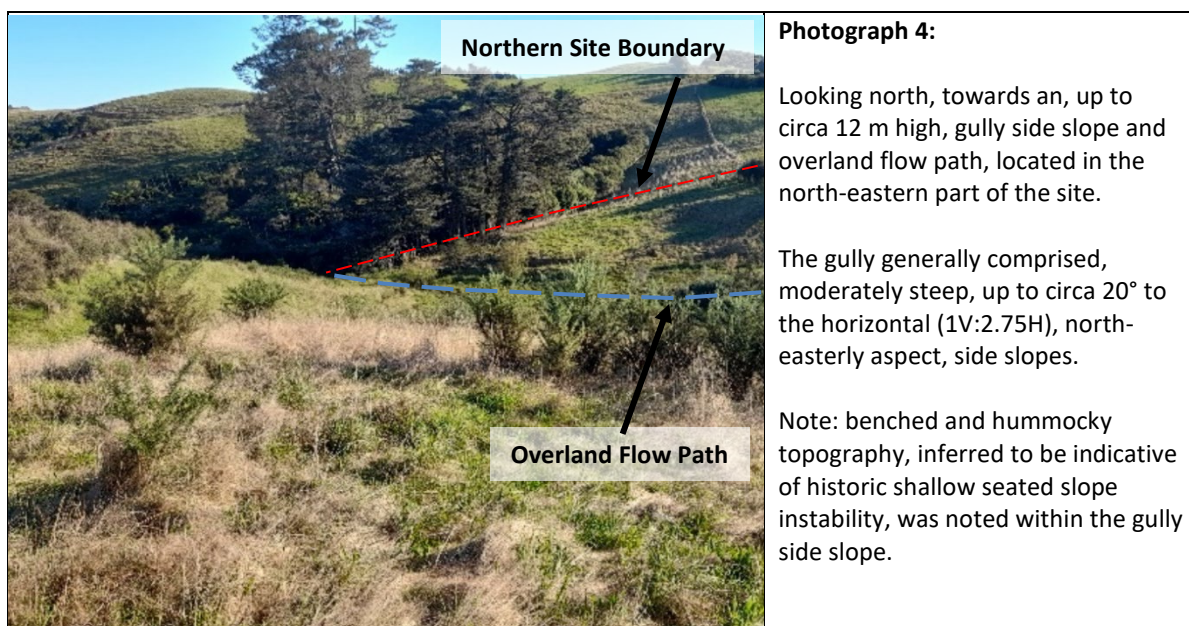 Northern Site Boundary
Overland Flow Path
Photograph 4:
Looking north, towards an, up to
circa 12 m high, gully side slope and
overland flow path, located in the
north-eastern part of the site.
The gully generally comprised,
moderately steep, up to circa 20° to
the horizontal (1V:2.75H), north-
easterly aspect, side slopes.
Note: benched and hummocky
topography, inferred to be indicative
of historic shallow seated slope
instability, was noted within the gully
side slope.